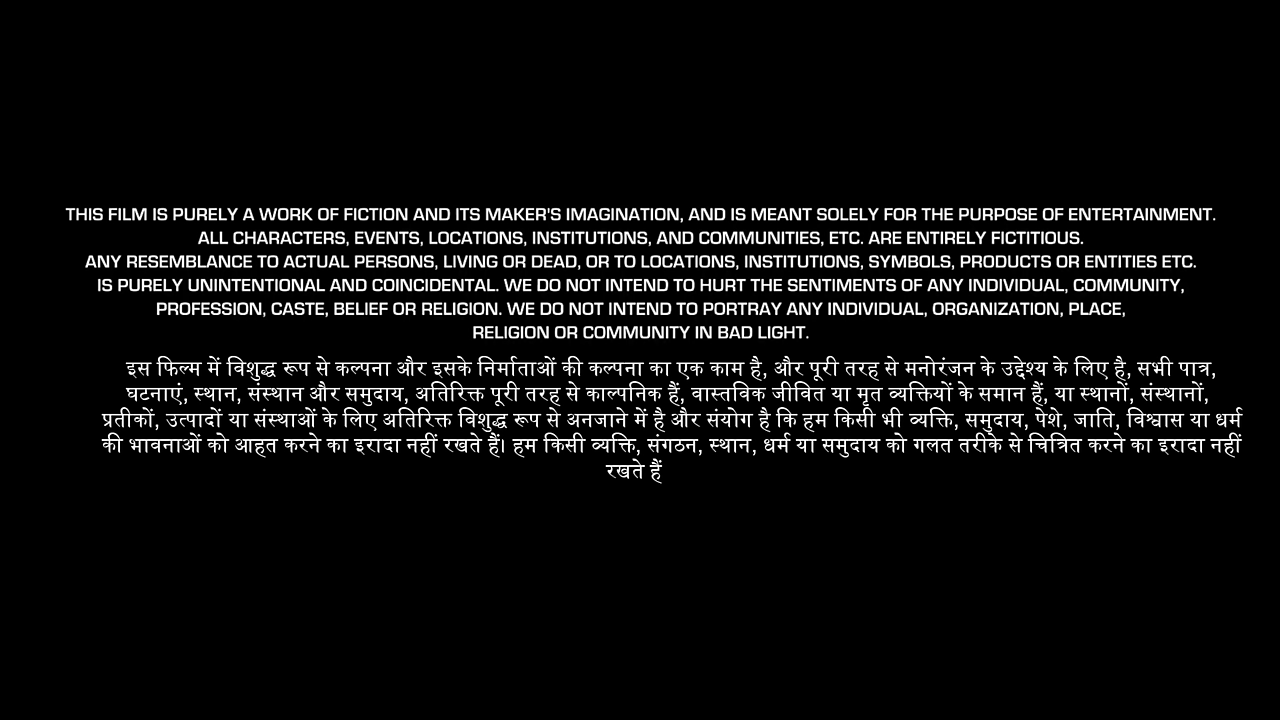 THIS FILM IS PURELY A WORK OF FICTION AND ITS MAKER'S IMAGINATION, AND IS MEANT SOLELY FOR THE PURPOSE OF ENTERTAINMENT.
ALL CHARACTERS, EVENTS, LOCATIONS, INSTITUTIONS, AND COMMUNITIES, ETC. ARE ENTIRELY FICTITIOUS.
ANY RESEMBLANCE TO ACTUAL PERSONS, LIVING OR DEAD, OR TO LOCATIONS, INSTITUTIONS, SYMBOLS, PRODUCTS OR ENTITIES ETC.
IS PURELY UNINTENTIONAL AND COINCIDENTAL. WE DO NOT INTEND TO HURT THE SENTIMENTS OF ANY INDIVIDUAL, COMMUNITY,
PROFESSION, CASTE, BELIEF OR RELIGION. WE DO NOT INTEND TO PORTRAY ANY INDIVIDUAL, ORGANIZATION, PLACE,
RELIGION OR COMMUNITY IN BAD LIGHT.
इस फिल्म में विशुद्ध रूप से कल्पना और इसके निर्माताओं की कल्पना का एक काम है, और पूरी तरह से मनोरंजन के उद्देश्य के लिए है, सभी पात्र,
घटनाएं, स्थान, संस्थान और समुदाय, अतिरिक्त पूरी तरह से काल्पनिक हैं, वास्तविक जीवित या मृत व्यक्तियों के समान हैं, या स्थानों, संस्थानों,
प्रतीकों, उत्पादों या संस्थाओं के लिए अतिरिक्त विशुद्ध रूप से अनजाने में है और संयोग है कि हम किसी भी व्यक्ति, समुदाय, पेशे, जाति, विश्वास या धर्म
की भावनाओं को आहत करने का इरादा नहीं रखते हैं। हम किसी व्यक्ति, संगठन, स्थान, धर्म या समुदाय को गलत तरीके से चित्रित करने का इरादा नहीं
रखते हैं